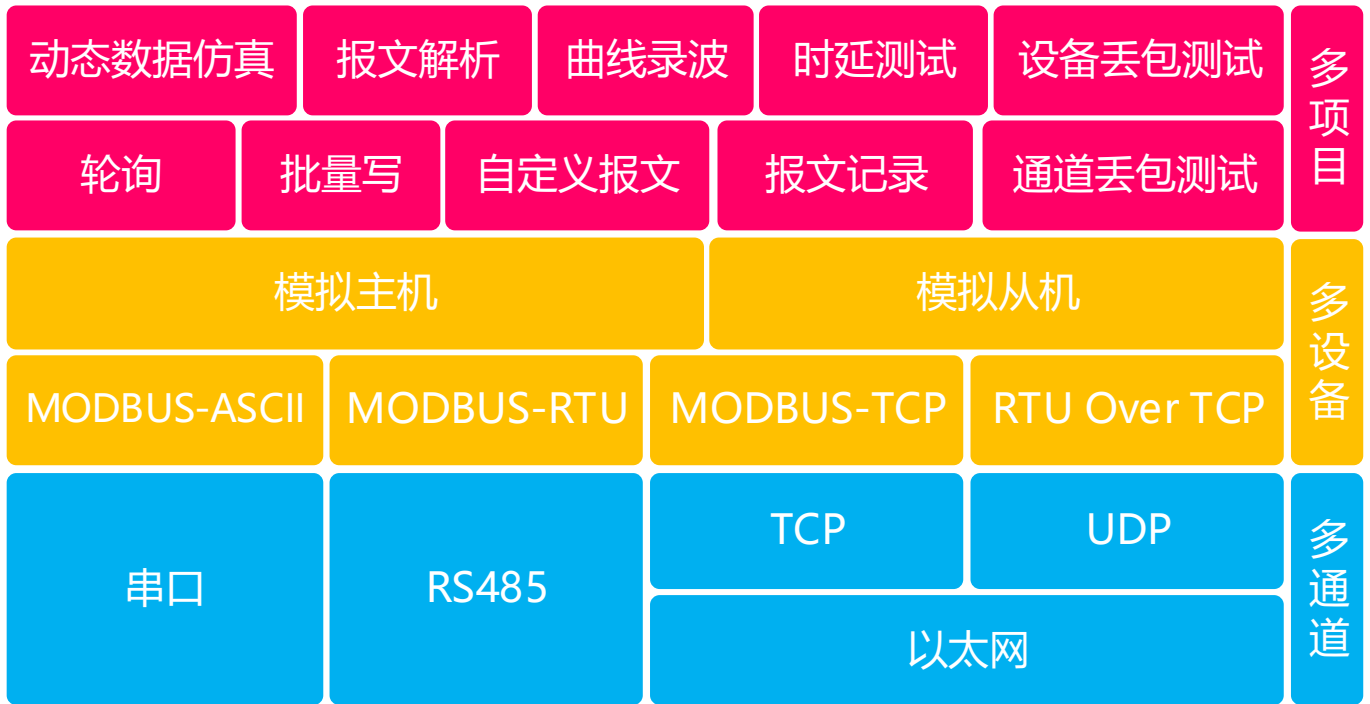 动态数据仿真
报文解析
曲线录波
时延测试
设备丢包测试
多项目
轮询
批量写
自定义报文
报文记录
通道丢包测试
模拟主机
模拟从机
多设备
MODBUS-ASCII
MODBUS-RTU
MODBUS-TCP
RTU Over TCP
串口
RS485
TCP
UDP
多通道
以太网